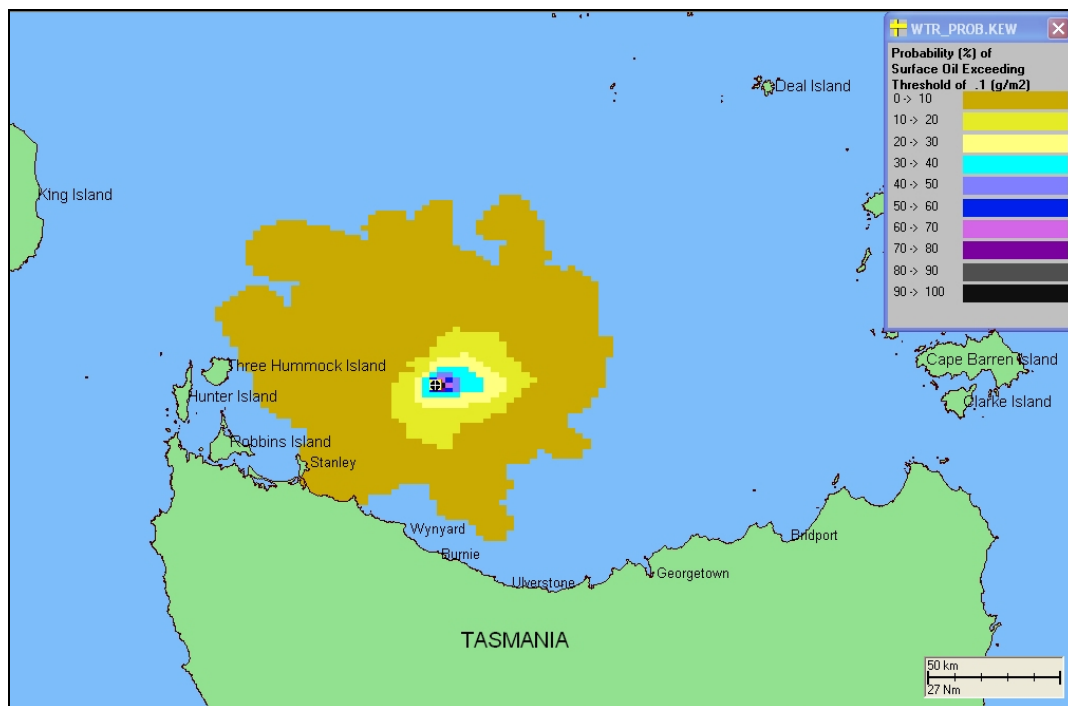 WTR_PROB.KEW
Probability (%) of
Surface Oil Exceeding
Threshold of .1 (g/m2)
0 -> 10
10 -> 20
20 -> 30
30 -> 40
40 -> 50
50 -> 60
60 -> 70
70 -> 80
80 -> 90
90 -> 100
Deal Island
King Island
Three Hummock Island
Cape Barren Island
Hunter Island
Clarke Island
Robbins Island
Stanley
Wynyard
Bridport
Burnie
Georgetown
Ulverstone
TASMANIA
50 km
27 Nm